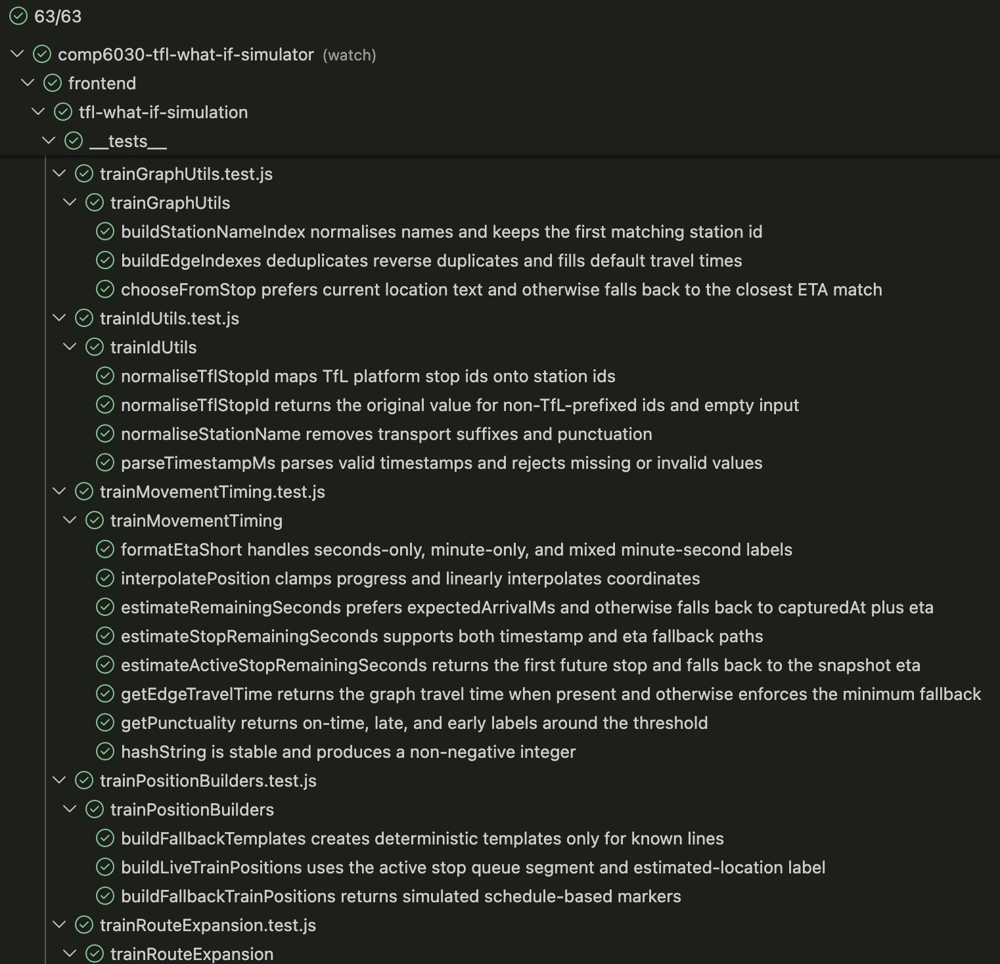 63/63
comp6030-tfl-what-if-simulator (watch)
frontend
tfl-what-if-simulation
__tests__
trainGraphUtils.test.js
trainGraphUtils
buildStationNameIndex normalises names and keeps the first matching station id
buildEdgeIndexes deduplicates reverse duplicates and fills default travel times
chooseFromStop prefers current location text and otherwise falls back to the closest ETA match
trainIdUtils.test.js
trainIdUtils
normaliseTflStopId maps TfL platform stop ids onto station ids
normaliseTflStopId returns the original value for non-TfL-prefixed ids and empty input
normaliseStationName removes transport suffixes and punctuation
parseTimestampMs parses valid timestamps and rejects missing or invalid values
trainMovementTiming.test.js
trainMovementTiming
formatEtaShort handles seconds-only, minute-only, and mixed minute-second labels
interpolatePosition clamps progress and linearly interpolates coordinates
estimateRemainingSeconds prefers expectedArrivalMs and otherwise falls back to capturedAt plus eta
estimateStopRemainingSeconds supports both timestamp and eta fallback paths
estimateActiveStopRemainingSeconds returns the first future stop and falls back to the snapshot eta
getEdgeTravelTime returns the graph travel time when present and otherwise enforces the minimum fallback
getPunctuality returns on-time, late, and early labels around the threshold
hashString is stable and produces a non-negative integer
trainPositionBuilders.test.js
trainPositionBuilders
buildFallbackTemplates creates deterministic templates only for known lines
buildLiveTrainPositions uses the active stop queue segment and estimated-location label
buildFallbackTrainPositions returns simulated schedule-based markers
trainRouteExpansion.test.js
trainRouteExpansion